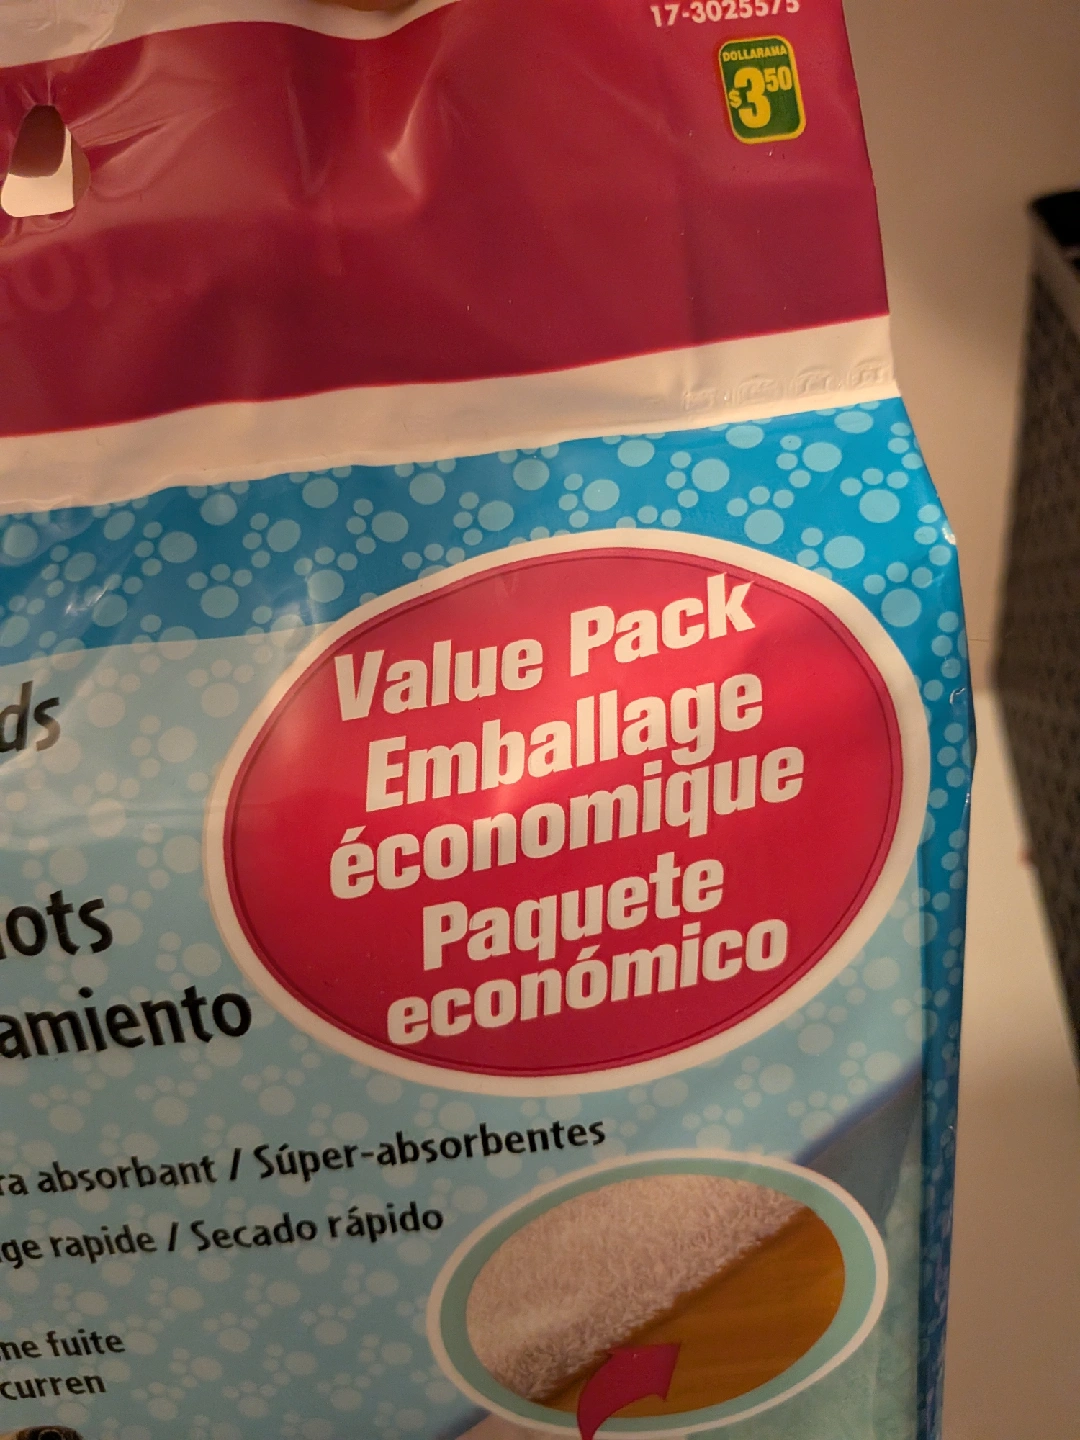 17-3025575
DOLLARAMA
$3.50
Value Pack
Emballage
économique
Paquete
económico
ds
ots
amiento
ra absorbant / Súper-absorbentes
ge rapide / Secado rápido
ne fuite
curren